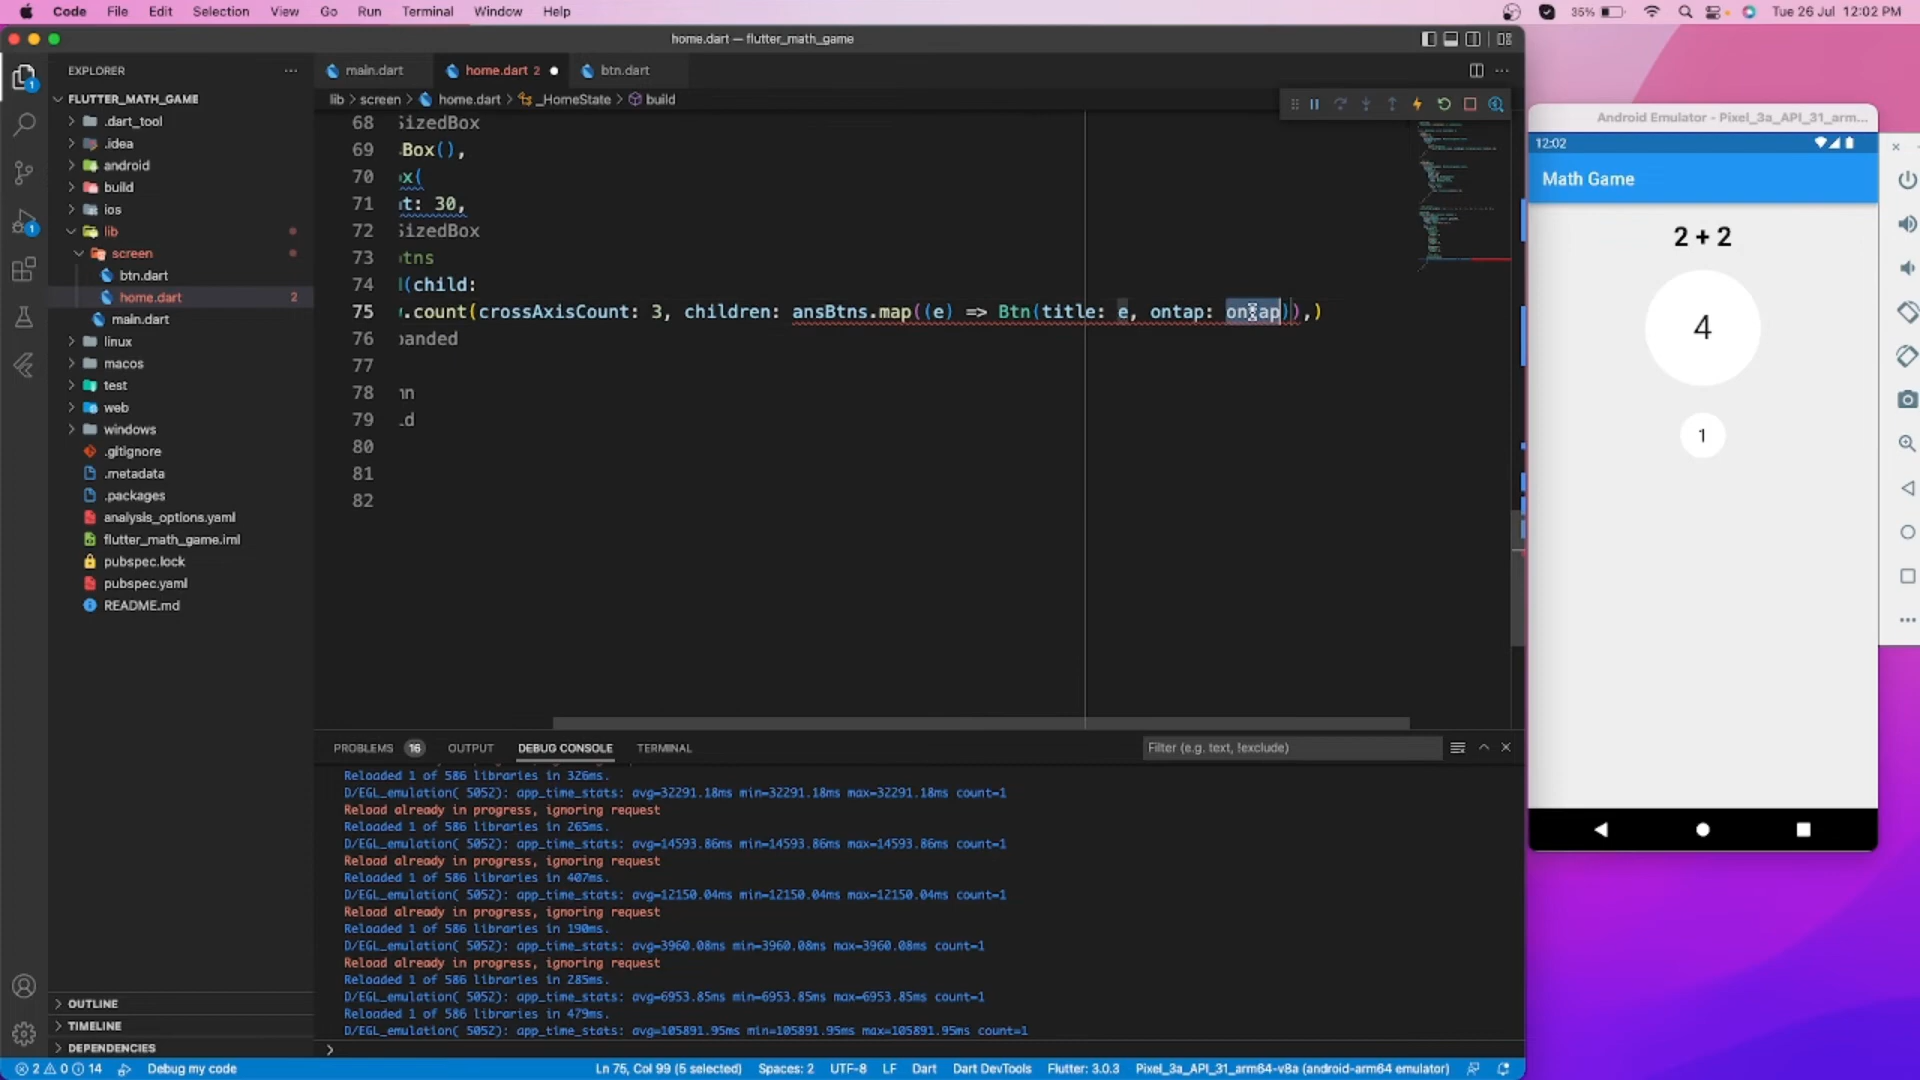 Code File Edit Selection View Go Run Terminal Window Help
35% Tue 26 Jul 12:02 PM
home.dart — flutter_math_game
EXPLORER
FLUTTER_MATH_GAME
.dart_tool
.idea
android
build
ios
lib
screen
btn.dart
home.dart 2
main.dart
linux
macos
test
web
windows
.gitignore
.metadata
.packages
analysis_options.yaml
flutter_math_game.iml
pubspec.lock
pubspec.yaml
README.md
OUTLINE
TIMELINE
DEPENDENCIES
1
1
main.dart home.dart 2 btn.dart
lib > screen > home.dart > _HomeState > build
68 SizedBox
69 Box(),
70 x(
71 t: 30,
72 SizedBox
73 tns
74 (child:
75 .count(crossAxisCount: 3, children: ansBtns.map((e) => Btn(title: e, ontap: ontap)),)
76 panded
77
78 n
79 d
80
81
82
PROBLEMS 16 OUTPUT DEBUG CONSOLE TERMINAL
Filter (e.g. text, !exclude)
Reloaded 1 of 586 libraries in 326ms.
D/EGL_emulation( 5052): app_time_stats: avg=32291.18ms min=32291.18ms max=32291.18ms count=1
Reload already in progress, ignoring request
Reloaded 1 of 586 libraries in 265ms.
D/EGL_emulation( 5052): app_time_stats: avg=14593.86ms min=14593.86ms max=14593.86ms count=1
Reload already in progress, ignoring request
Reloaded 1 of 586 libraries in 407ms.
D/EGL_emulation( 5052): app_time_stats: avg=12150.04ms min=12150.04ms max=12150.04ms count=1
Reload already in progress, ignoring request
Reloaded 1 of 586 libraries in 190ms.
D/EGL_emulation( 5052): app_time_stats: avg=3960.08ms min=3960.08ms max=3960.08ms count=1
Reload already in progress, ignoring request
Reloaded 1 of 586 libraries in 285ms.
D/EGL_emulation( 5052): app_time_stats: avg=6953.85ms min=6953.85ms max=6953.85ms count=1
Reloaded 1 of 586 libraries in 479ms.
D/EGL_emulation( 5052): app_time_stats: avg=105891.95ms min=105891.95ms max=105891.95ms count=1
2 0 14 Debug my code
Ln 75, Col 99 (5 selected) Spaces: 2 UTF-8 LF Dart Dart DevTools Flutter: 3.0.3 Pixel_3a_API_31_arm64-v8a (android-arm64 emulator)
Android Emulator - Pixel_3a_API_31_arm...
12:02
Math Game
2 + 2
4
1